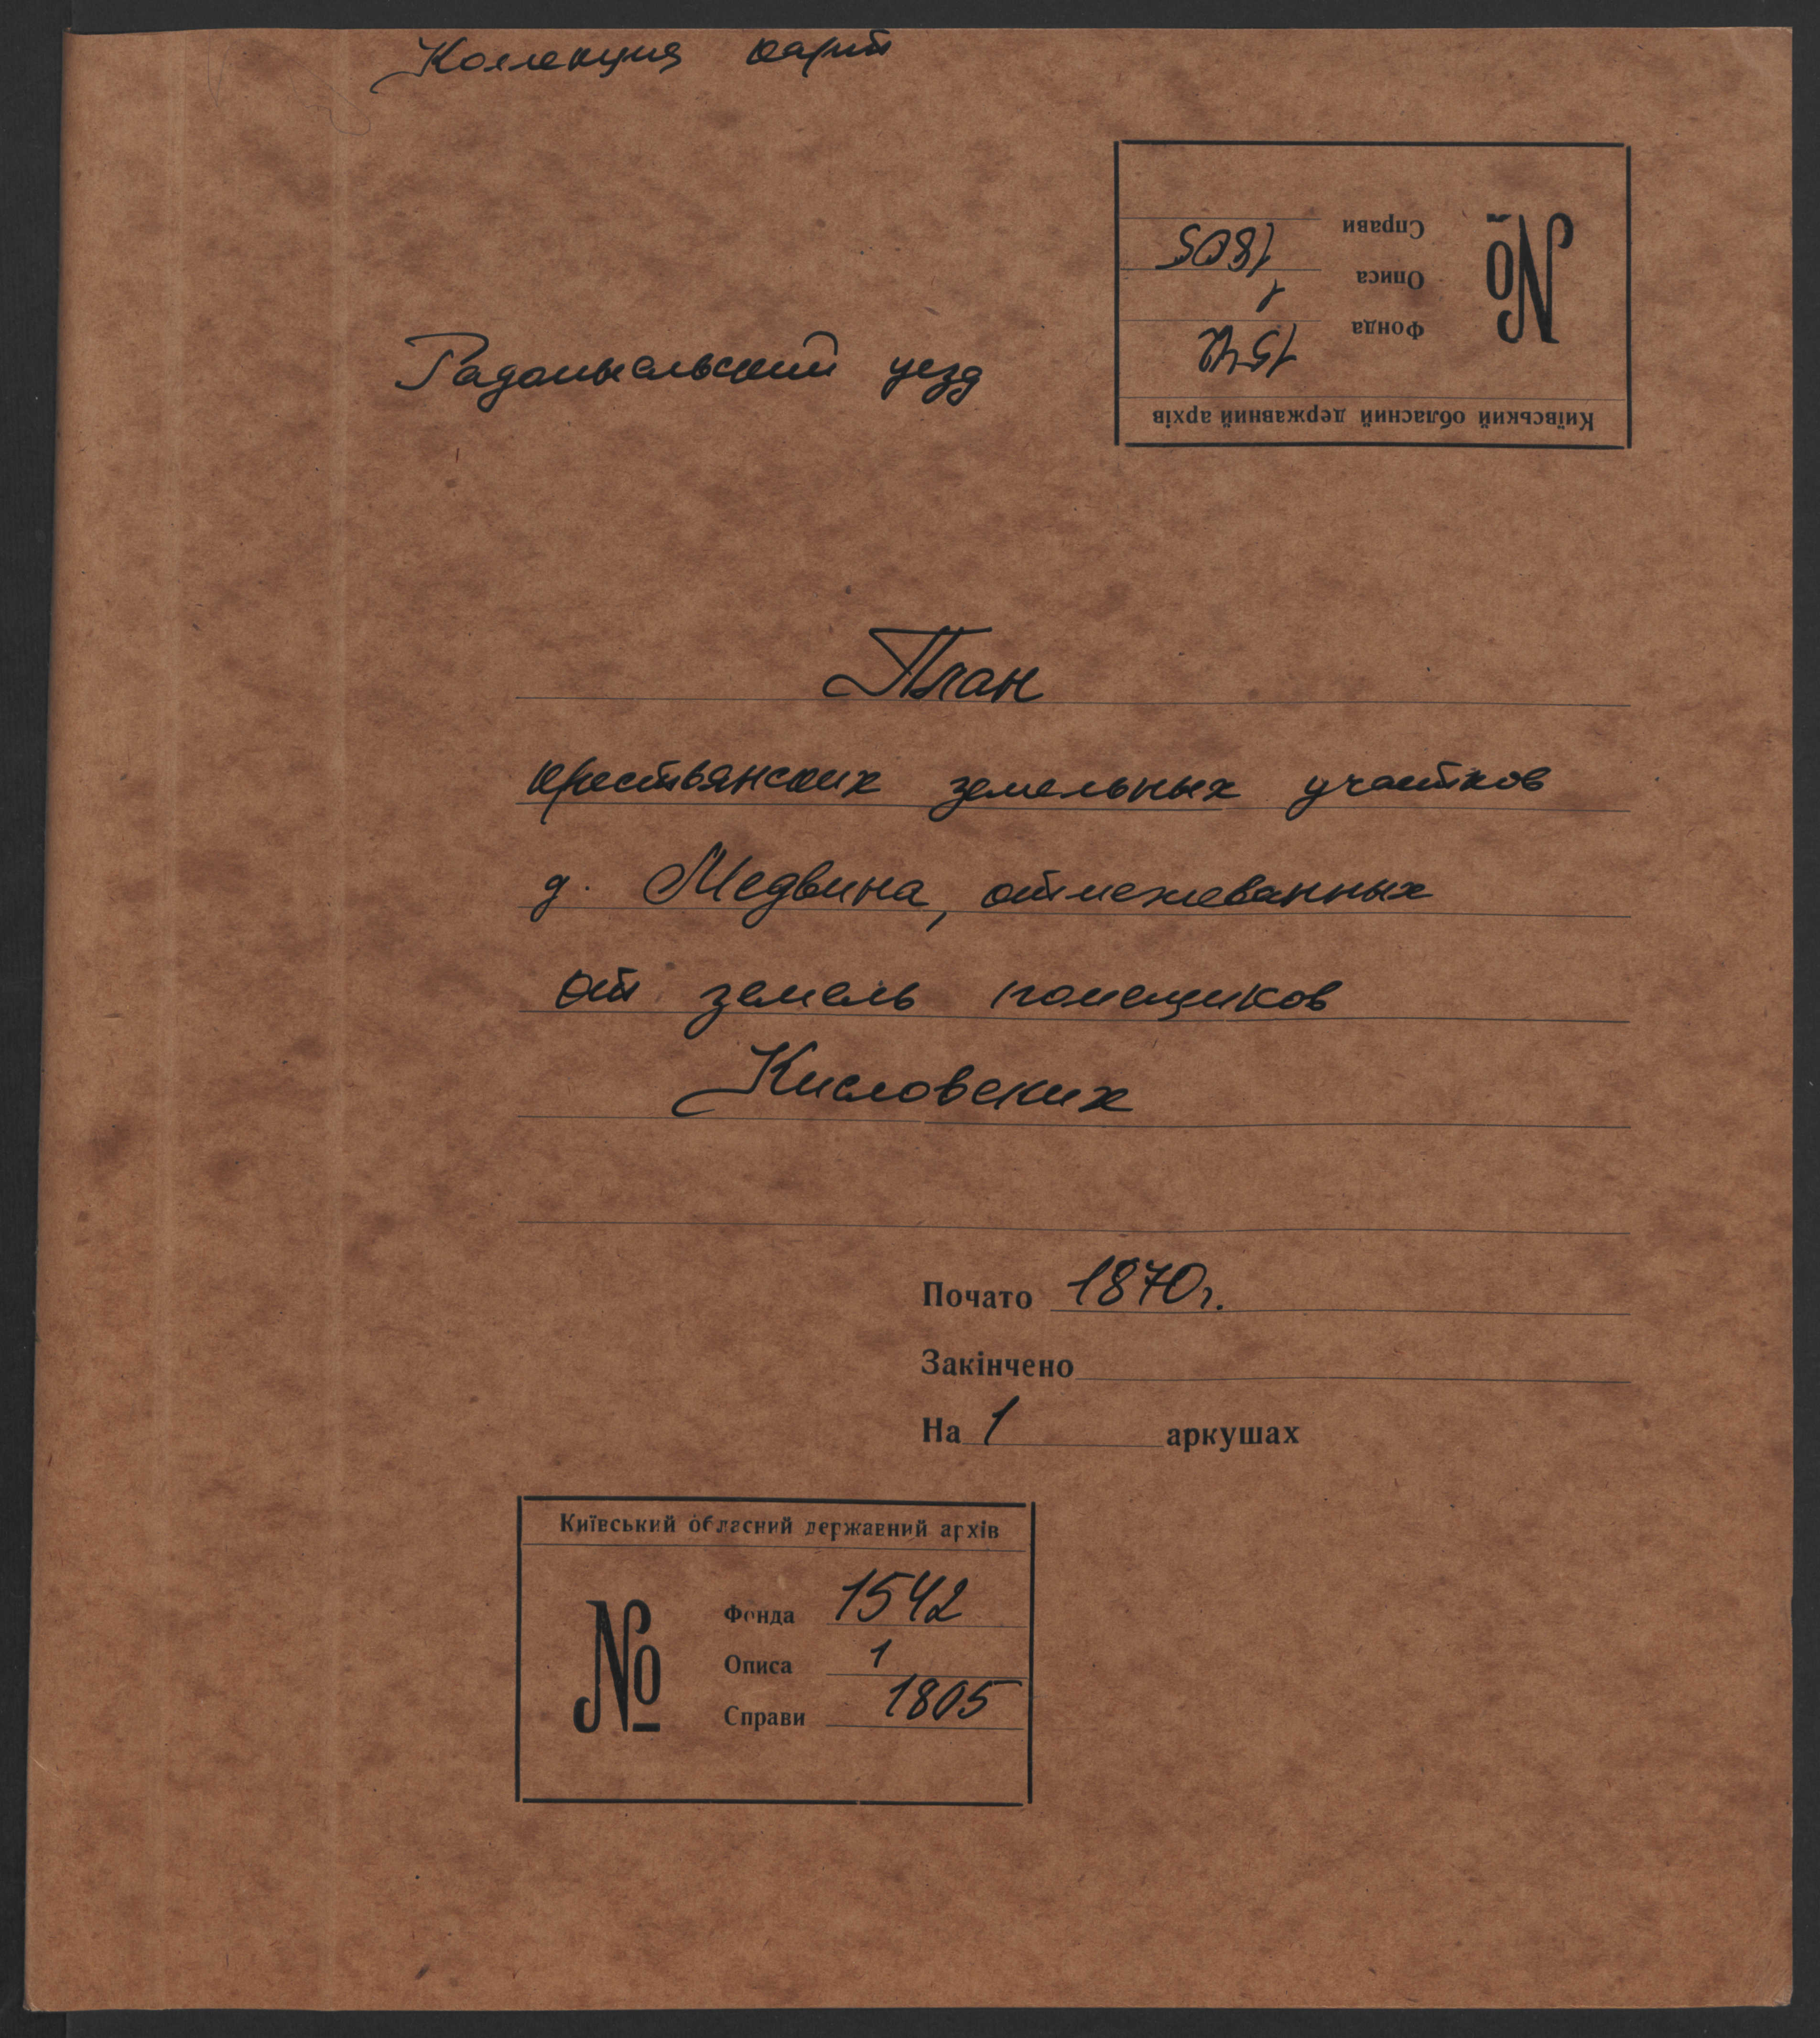 Коллекция карт
Київський обласний державний архів
№
Фонда 1542
Описа 1
Справи 1805
Радомысльский уезд
План
крестьянских земельных участков
д. Медвина, отмежеванных
от земель помещиков
Кисловских
Почато 1870г.
Закінчено
На 1 аркушах
Київський обласний державний архів
№
Фонда 1542
Описа 1
Справи 1805